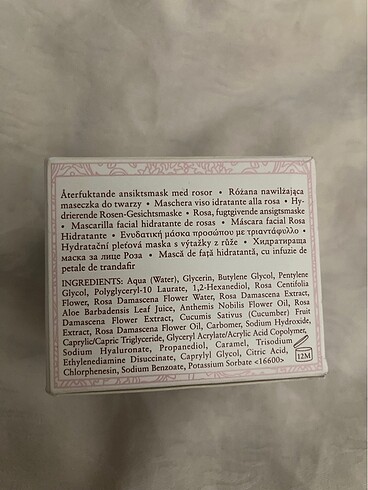 Återfuktande ansiktsmask med rosor • Różana nawilżająca
maseczka do twarzy • Maschera viso idratante alla rosa • Hy-
drierende Rosen-Gesichtsmaske • Rosa, fugtgivende ansigtsmaske
• Mascarilla facial hidratante de rosas • Máscara facial Rosa
Hidratante • Ενυδατική μάσκα προσώπου με τριαντάφυλλο •
Hydratační pleťová maska s výtažky z růže • Хидратираща
маска за лице Роза • Mască de față hidratantă, cu infuzie de
petale de trandafir
INGREDIENTS: Aqua (Water), Glycerin, Butylene Glycol, Pentylene
Glycol, Polyglyceryl-10 Laurate, 1,2-Hexanediol, Rosa Centifolia
Flower, Rosa Damascena Flower Water, Rosa Damascena Extract,
Aloe Barbadensis Leaf Juice, Anthemis Nobilis Flower Oil, Rosa
Damascena Flower Extract, Cucumis Sativus (Cucumber) Fruit
Extract, Rosa Damascena Flower Oil, Carbomer, Sodium Hydroxide,
Caprylic/Capric Triglyceride, Glyceryl Acrylate/Acrylic Acid Copolymer,
Sodium Hyaluronate, Propanediol, Caramel, Trisodium
Ethylenediamine Disuccinate, Caprylyl Glycol, Citric Acid,
Chlorphenesin, Sodium Benzoate, Potassium Sorbate <16600>
12M